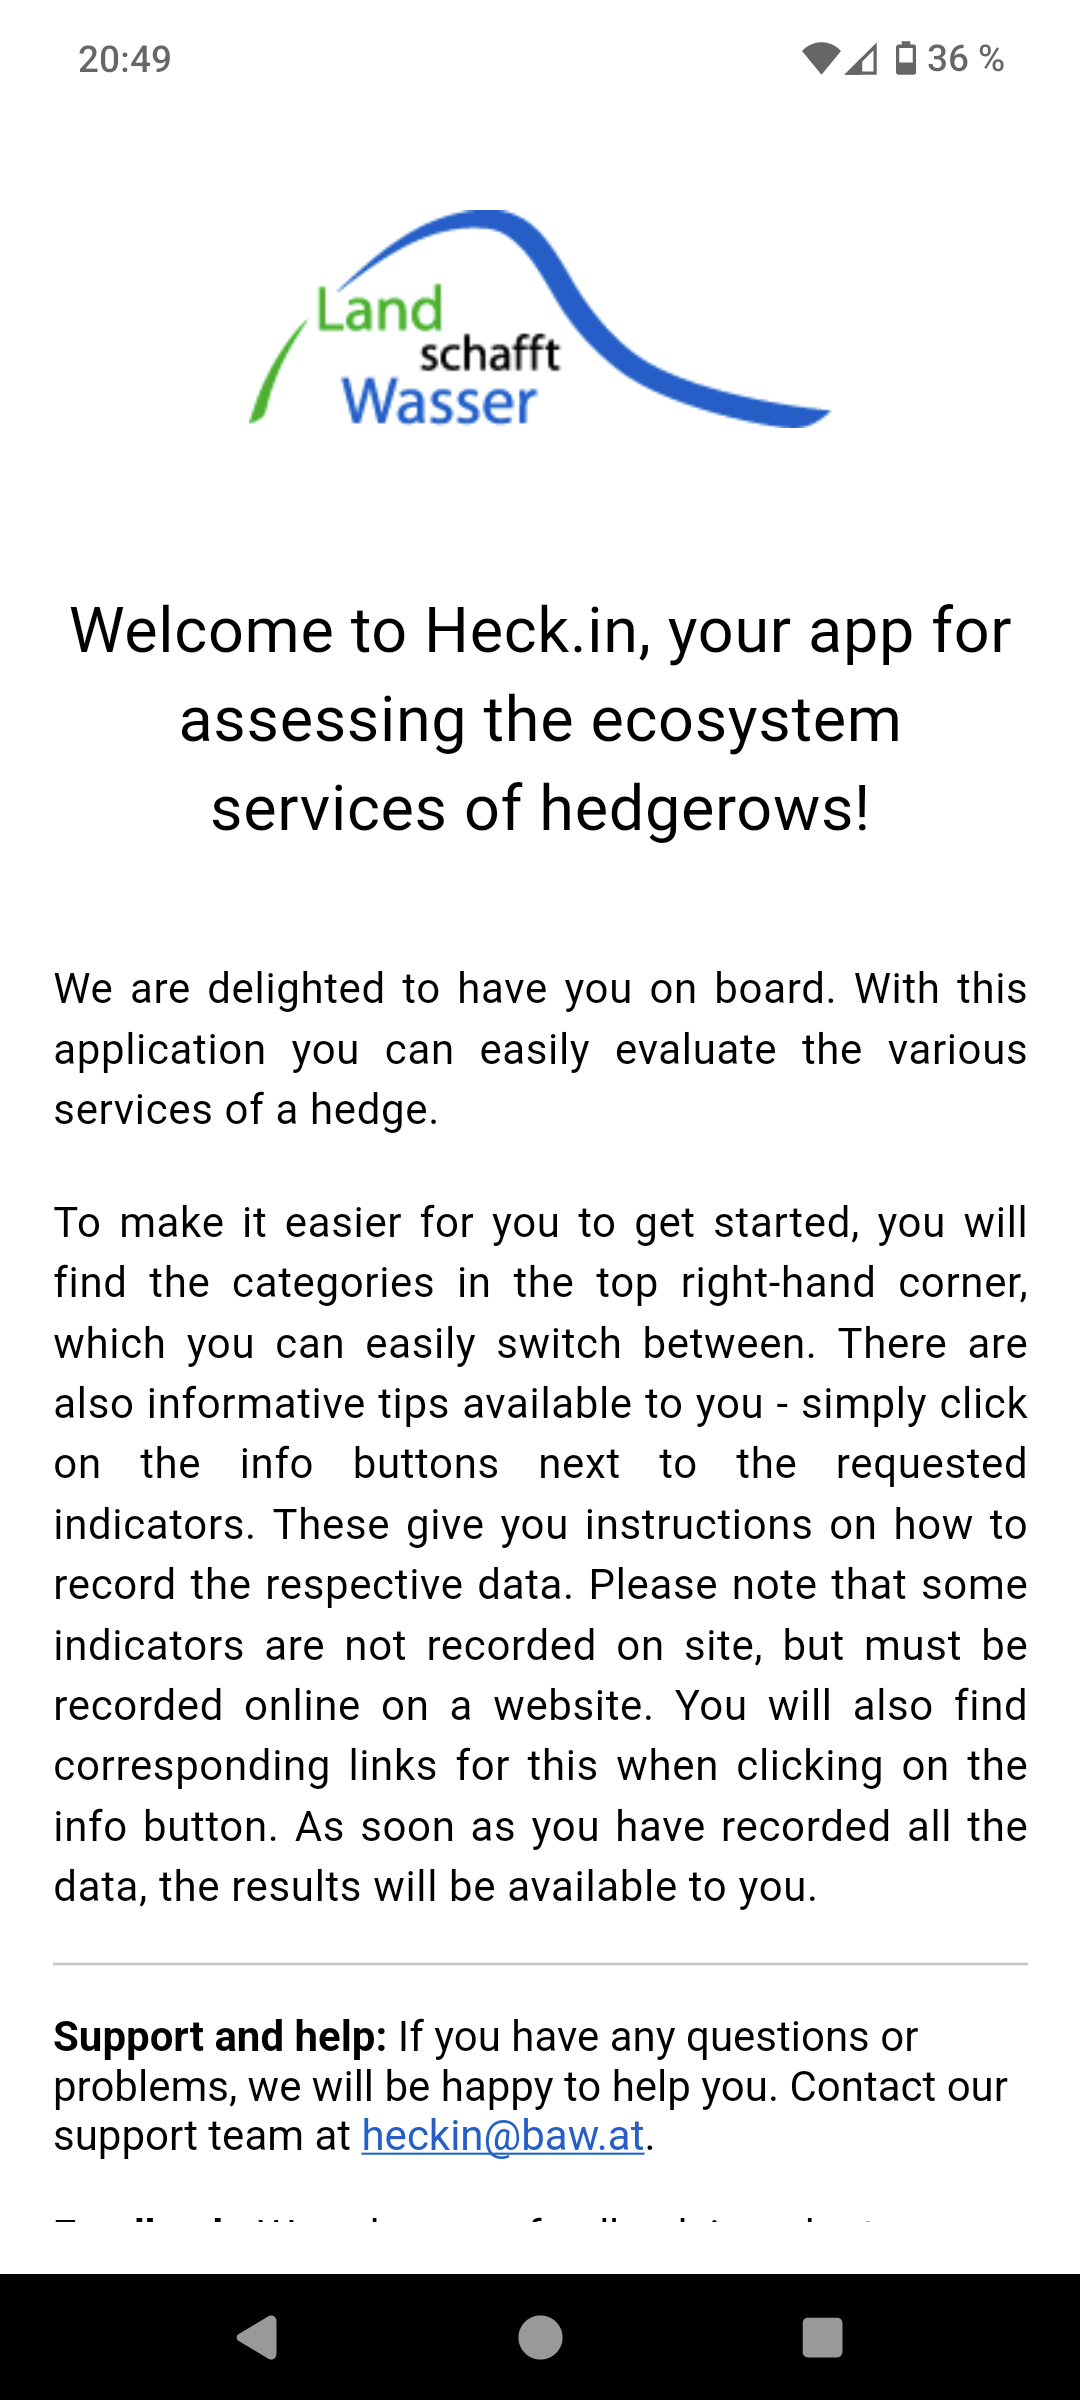 20:49
36 %
Land
schafft
Wasser
Welcome to Heck.in, your app for
assessing the ecosystem
services of hedgerows!
We are delighted to have you on board. With this
application you can easily evaluate the various
services of a hedge.
To make it easier for you to get started, you will
find the categories in the top right-hand corner,
which you can easily switch between. There are
also informative tips available to you - simply click
on the info buttons next to the requested
indicators. These give you instructions on how to
record the respective data. Please note that some
indicators are not recorded on site, but must be
recorded online on a website. You will also find
corresponding links for this when clicking on the
info button. As soon as you have recorded all the
data, the results will be available to you.
Support and help: If you have any questions or
problems, we will be happy to help you. Contact our
support team at heckin@baw.at.